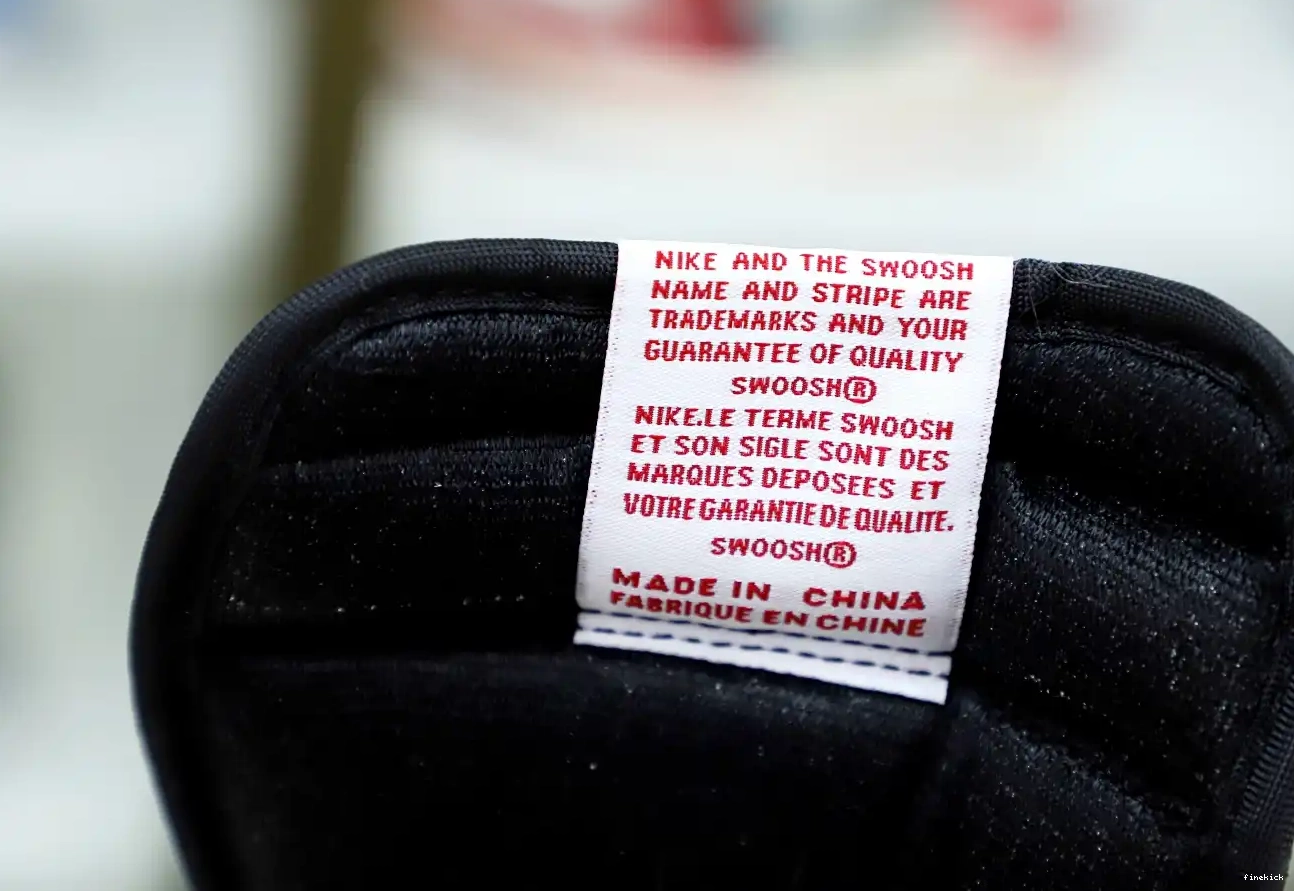 NIKE AND THE SWOOSH
NAME AND STRIPE ARE
TRADEMARKS AND YOUR
GUARANTEE OF QUALITY
SWOOSH®
NIKE.LE TERME SWOOSH
ET SON SIGLE SONT DES
MARQUES DEPOSEES ET
VOTRE GARANTIE DE QUALITE.
SWOOSH®
MADE IN CHINA
FABRIQUE EN CHINE
finekick